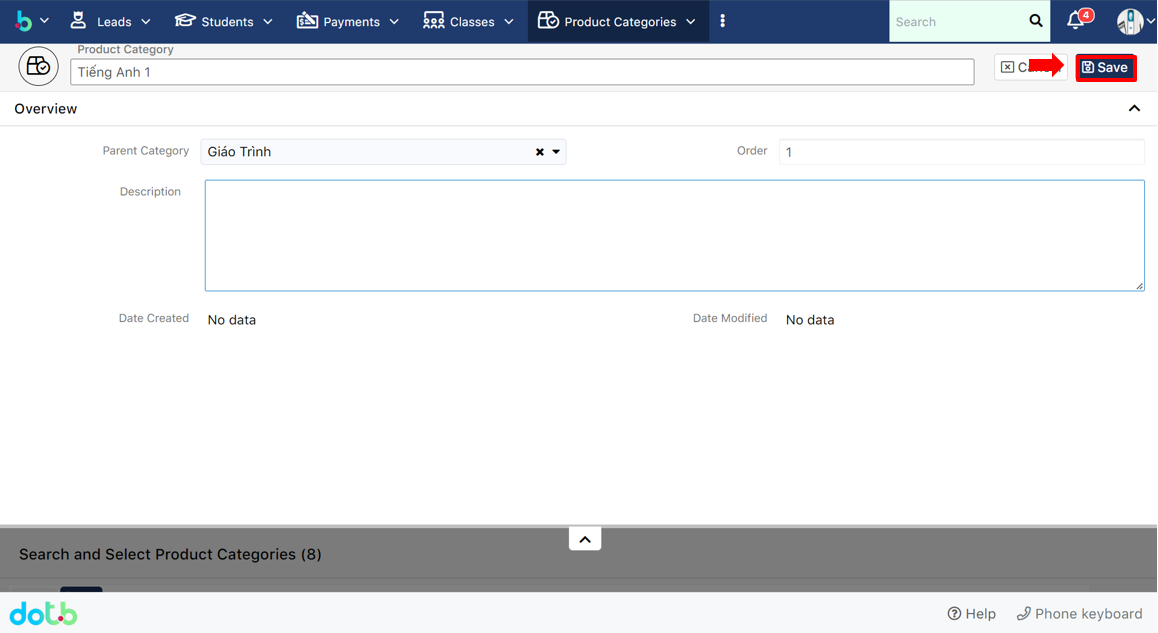 b Leads Students Payments Classes Product Categories Search 4
Product Category
Tiếng Anh 1
Save
Overview
Parent Category Giáo Trình Order 1
Description
Date Created No data Date Modified No data
Search and Select Product Categories (8)
dotb Help Phone keyboard